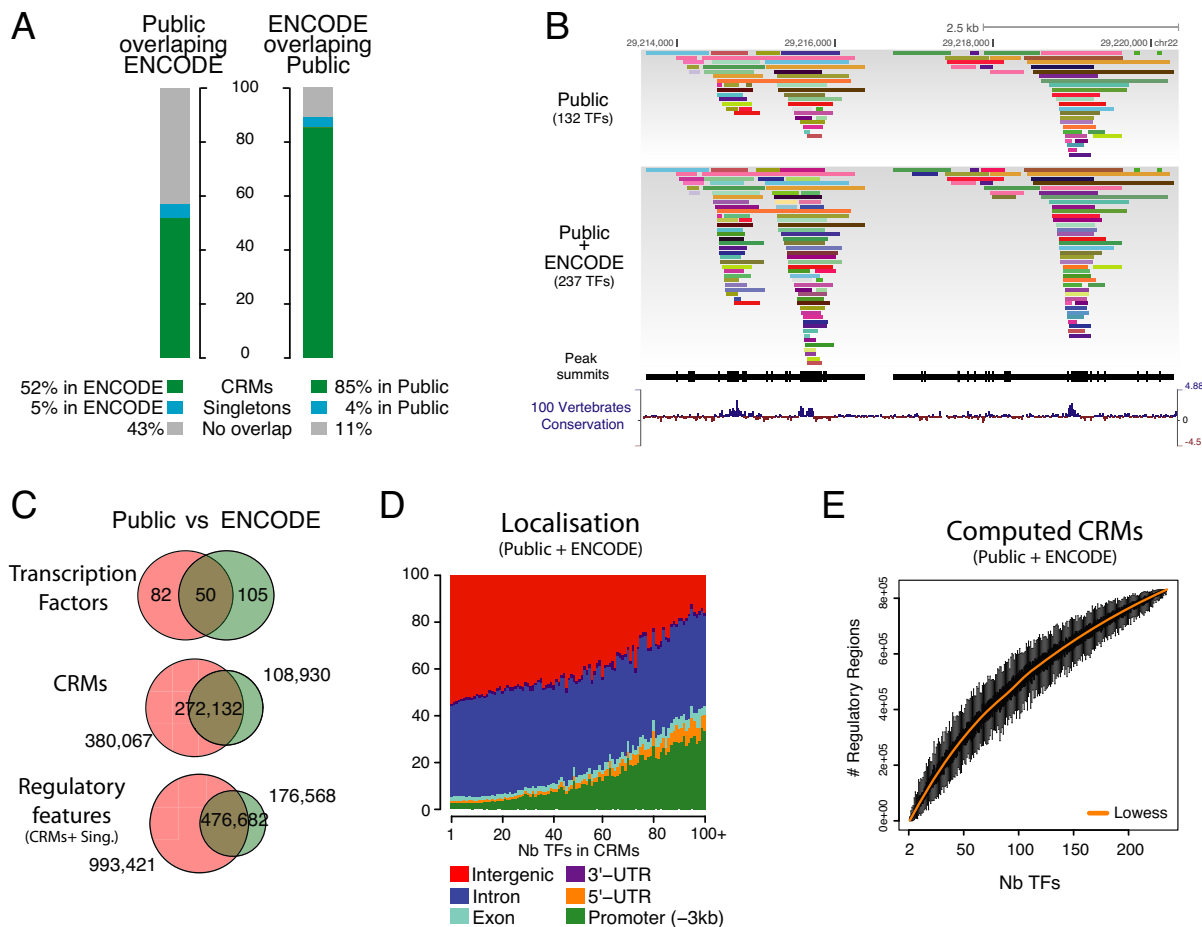 A
Public
overlaping
ENCODE
ENCODE
overlaping
Public
100
80
60
40
20
0
52% in ENCODE CRMs 85% in Public
5% in ENCODE Singletons 4% in Public
43% No overlap 11%
B
2.5 kb
29,214,000 29,216,000 29,218,000 29,220,000 chr22
Public
(132 TFs)
Public
+
ENCODE
(237 TFs)
Peak
summits
100 Vertebrates
Conservation
4.88
0
-4.5
C
Public vs ENCODE
Transcription
Factors
82 50 105
CRMs
108,930
272,132
380,067
Regulatory
features
(CRMs+ Sing.)
176,568
476,682
993,421
D
Localisation
(Public + ENCODE)
100
80
60
40
20
0
1 20 40 60 80 100+
Nb TFs in CRMs
Intergenic 3'−UTR
Intron 5'−UTR
Exon Promoter (−3kb)
E
Computed CRMs
(Public + ENCODE)
# Regulatory Regions
8e+05
6e+05
4e+05
2e+05
0e+00
Lowess
2 50 100 150 200
Nb TFs